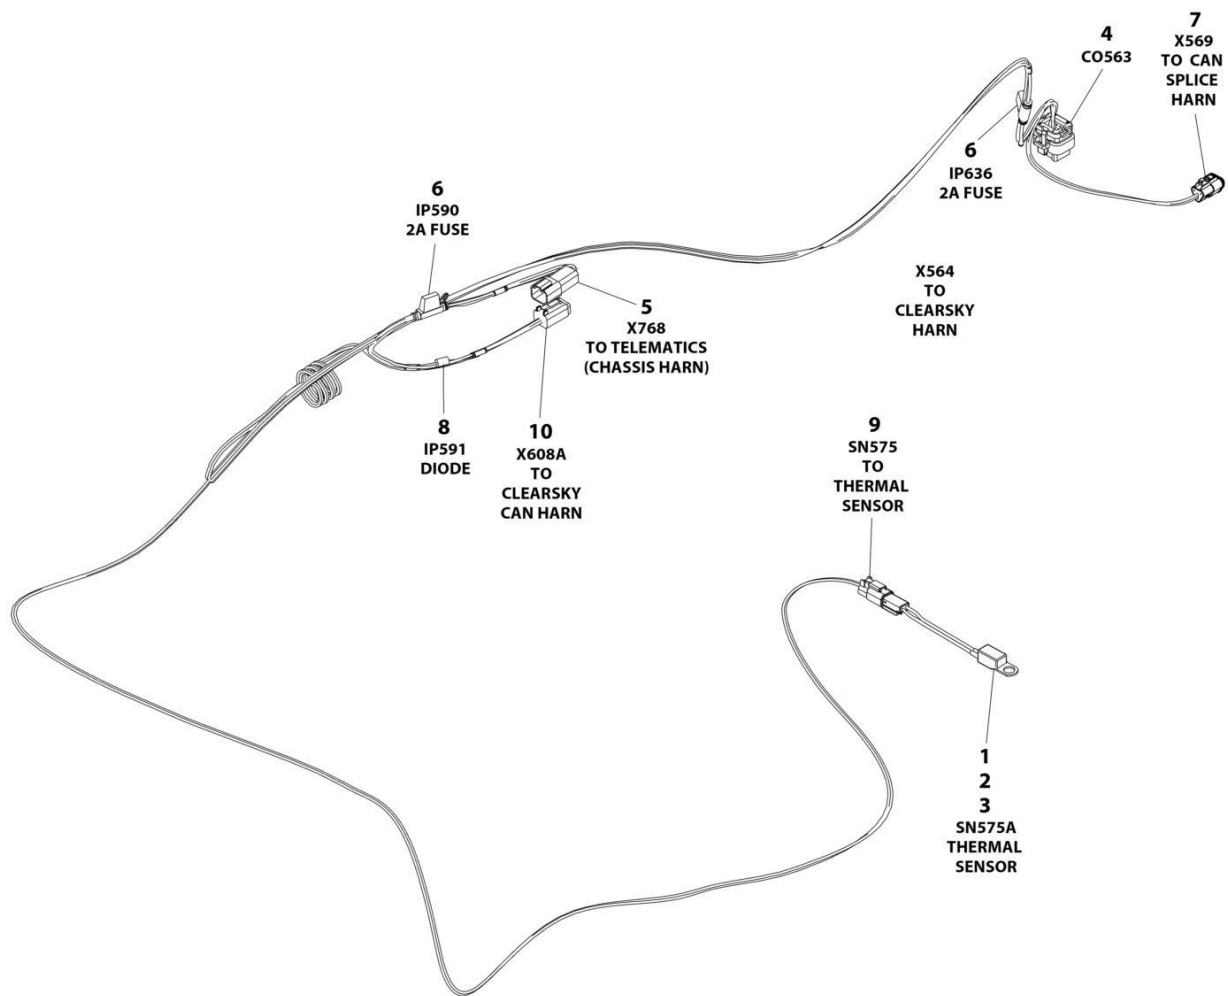 7
X569
TO CAN
SPLICE
HARN
4
CO563
6
IP636
2A FUSE
6
IP590
2A FUSE
X564
TO
CLEARSKY
HARN
5
X768
TO TELEMATICS
(CHASSIS HARN)
8
IP591
DIODE
10
X608A
TO
CLEARSKY
CAN HARN
9
SN575
TO
THERMAL
SENSOR
1
2
3
SN575A
THERMAL
SENSOR